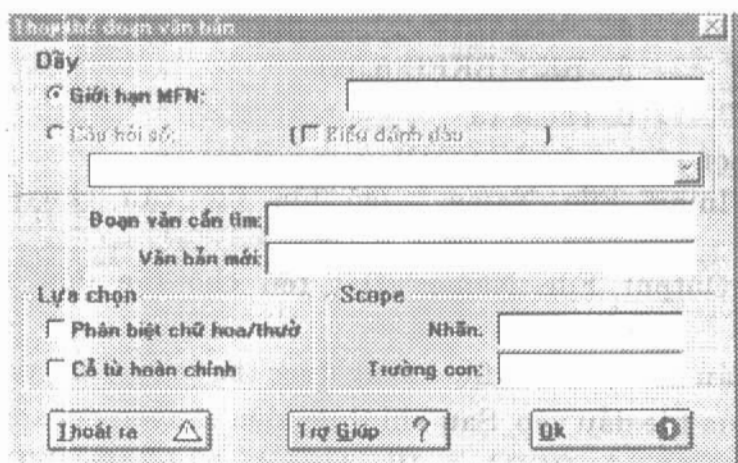 Thay thế đoạn văn bản
Dãy
Giới hạn MFN:
Câu hỏi số: [ Biểu đánh dấu ]
Đoạn văn cần tìm:
Văn bản mới:
Lựa chọn Scope
Phân biệt chữ hoa/thườ Nhãn:
Cả từ hoàn chỉnh Trường con:
Thoát ra Trợ Giúp ? Ok